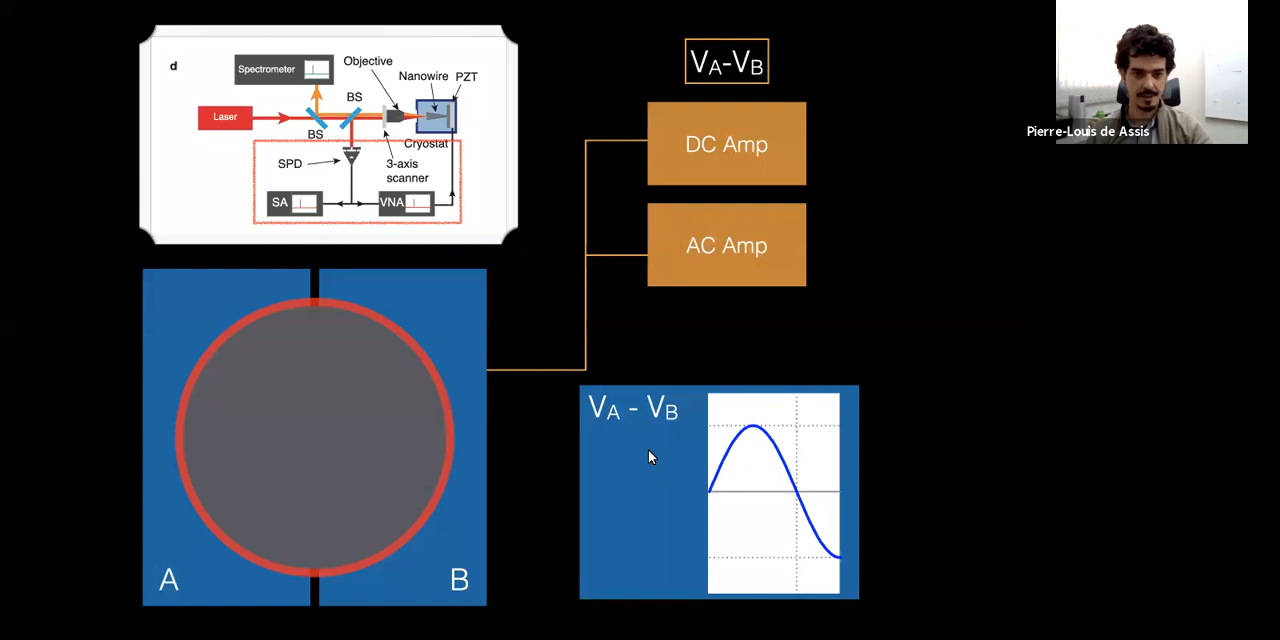 d
Spectrometer
Objective
Nanowire PZT
BS
Laser
BS
Cryostat
SPD
3-axis
scanner
SA
VNA
VA-VB
DC Amp
AC Amp
Pierre-Louis de Assis
VA - VB
A
B